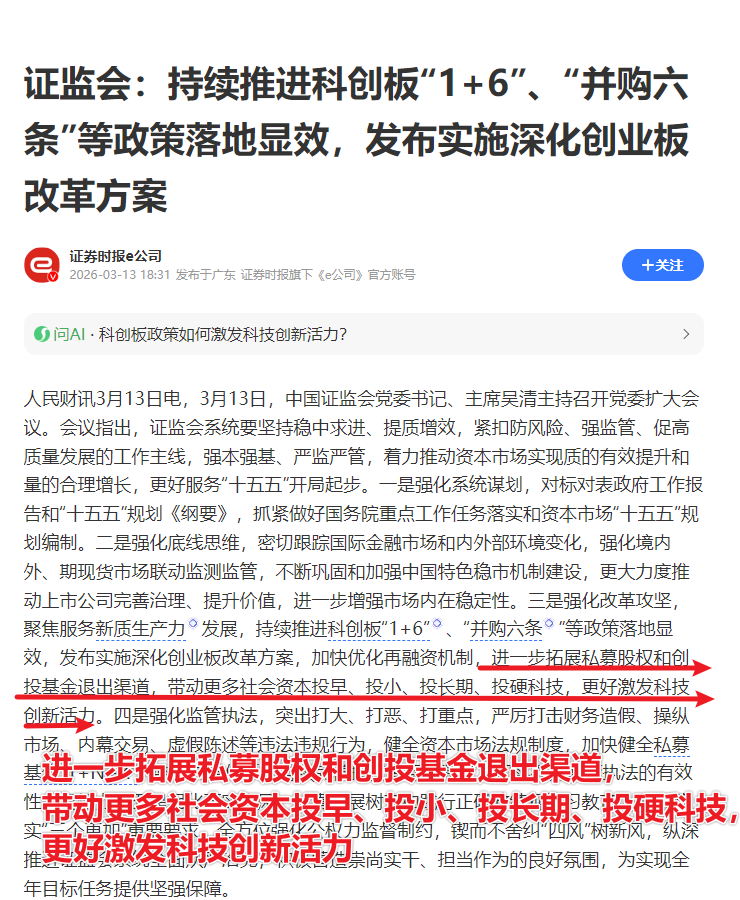 证监会：持续推进科创板“1+6”、“并购六
条”等政策落地显效，发布实施深化创业板
改革方案
证券时报e公司
2026-03-13 18:31 发布于广东 证券时报旗下《e公司》官方账号
+关注
问AI · 科创板政策如何激发科技创新活力?
人民财讯3月13日电，3月13日，中国证监会党委书记、主席吴清主持召开党委扩大会
议。会议指出，证监会系统要坚持稳中求进、提质增效，紧扣防风险、强监管、促高
质量发展的工作主线，强本强基、严监严管，着力推动资本市场实现质的有效提升和
量的合理增长，更好服务“十五五”开局起步。一是强化系统谋划，对标对表政府工作报
告和“十五五”规划《纲要》，抓紧做好国务院重点工作任务落实和资本市场“十五五”规
划编制。二是强化底线思维，密切跟踪国际金融市场和内外部环境变化，强化境内
外、期现货市场联动监测监管，不断巩固和加强中国特色稳市机制建设，更大力度推
动上市公司完善治理、提升价值，进一步增强市场内在稳定性。三是强化改革攻坚，
聚焦服务新质生产力发展，持续推进科创板“1+6”、“并购六条”等政策落地显
效，发布实施深化创业板改革方案，加快优化再融资机制，进一步拓展私募股权和创
投基金退出渠道，带动更多社会资本投早、投小、投长期、投硬科技，更好激发科技
创新活力。四是强化监管执法，突出打大、打恶、打重点，严厉打击财务造假、操纵
市场、内幕交易、虚假陈述等违法违规行为，健全资本市场法规制度，加快健全私募
基
进一步拓展私募股权和创投基金退出渠道，
执法的有效
性
带动更多社会资本投早、投小、投长期、投硬科技，
实“三个更加”重要要求，全方位强化公权力监督制约，锲而不舍纠“四风”树新风，纵深
更好激发科技创新活力
推进证监会系统全面从严治党，积极营造崇尚实干、担当作为的良好氛围，为实现全
年目标任务提供坚强保障。